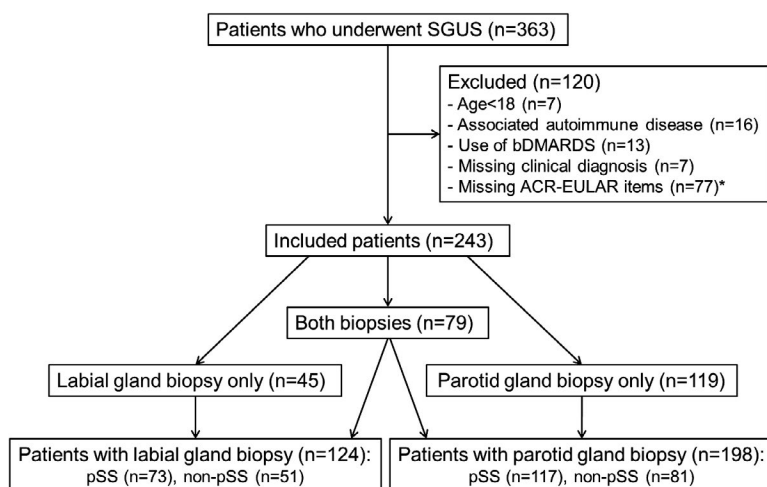 Patients who underwent SGUS (n=363)
Excluded (n=120)
- Age<18 (n=7)
- Associated autoimmune disease (n=16)
- Use of bDMARDS (n=13)
- Missing clinical diagnosis (n=7)
- Missing ACR-EULAR items (n=77)*
Included patients (n=243)
Both biopsies (n=79)
Labial gland biopsy only (n=45)
Parotid gland biopsy only (n=119)
Patients with labial gland biopsy (n=124):
pSS (n=73), non-pSS (n=51)
Patients with parotid gland biopsy (n=198):
pSS (n=117), non-pSS (n=81)